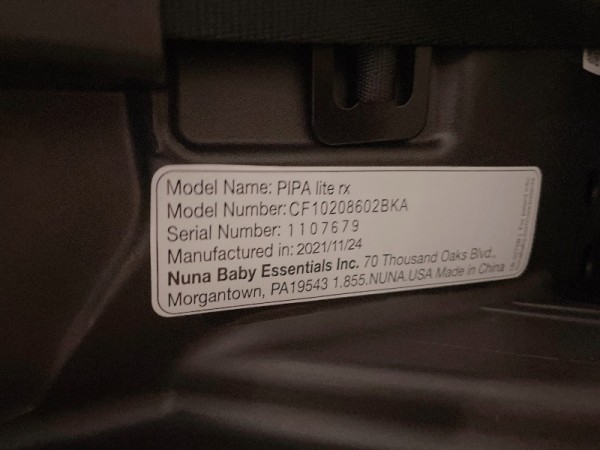 Model Name: PIPA lite rx
Model Number: CF10208602BKA
Serial Number: 1107679
Manufactured in: 2021/11/24
Nuna Baby Essentials Inc. 70 Thousand Oaks Blvd.,
Morgantown, PA19543 1.855.NUNA.USA Made in China